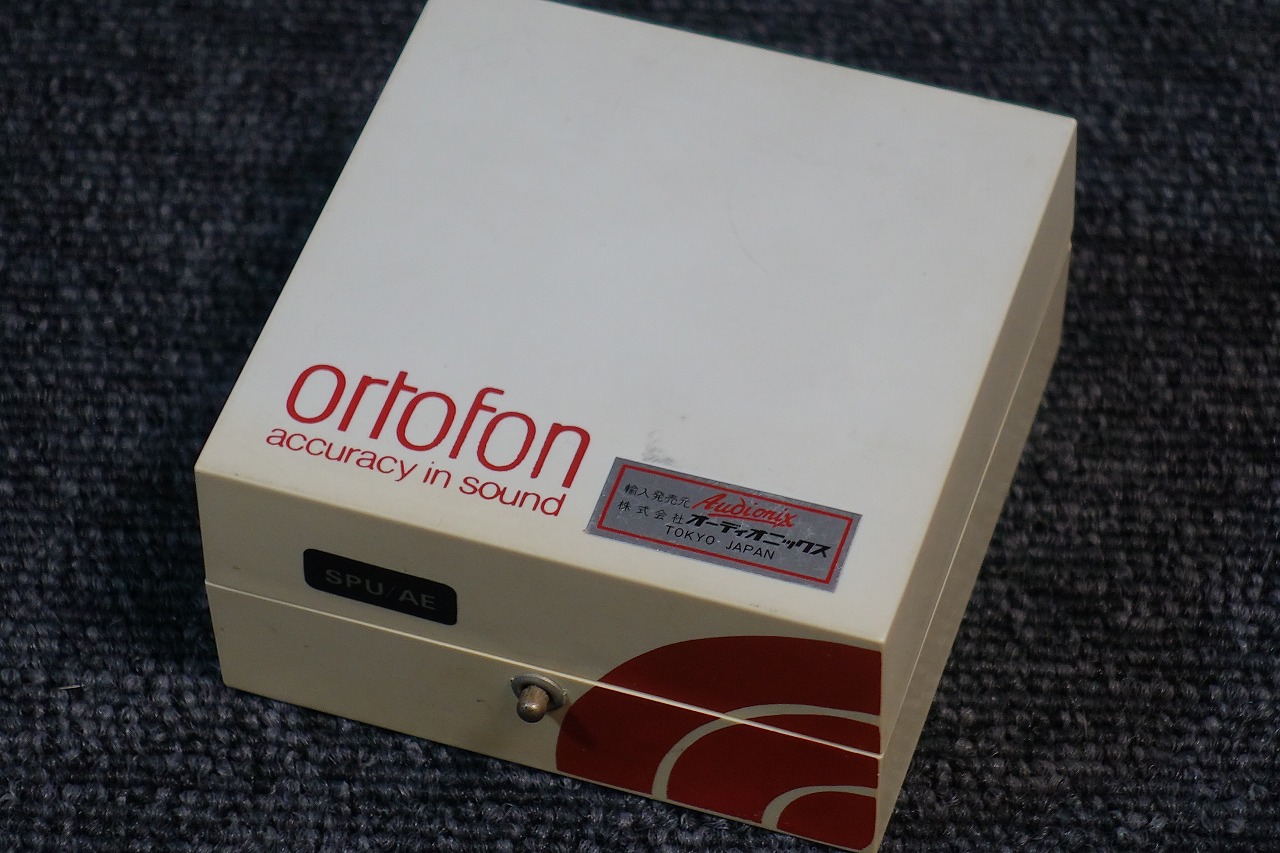 ortofon
accuracy in sound
輸入発売元 Audionix
株式会社 オーディオニックス
TOKYO JAPAN
SPU/AE